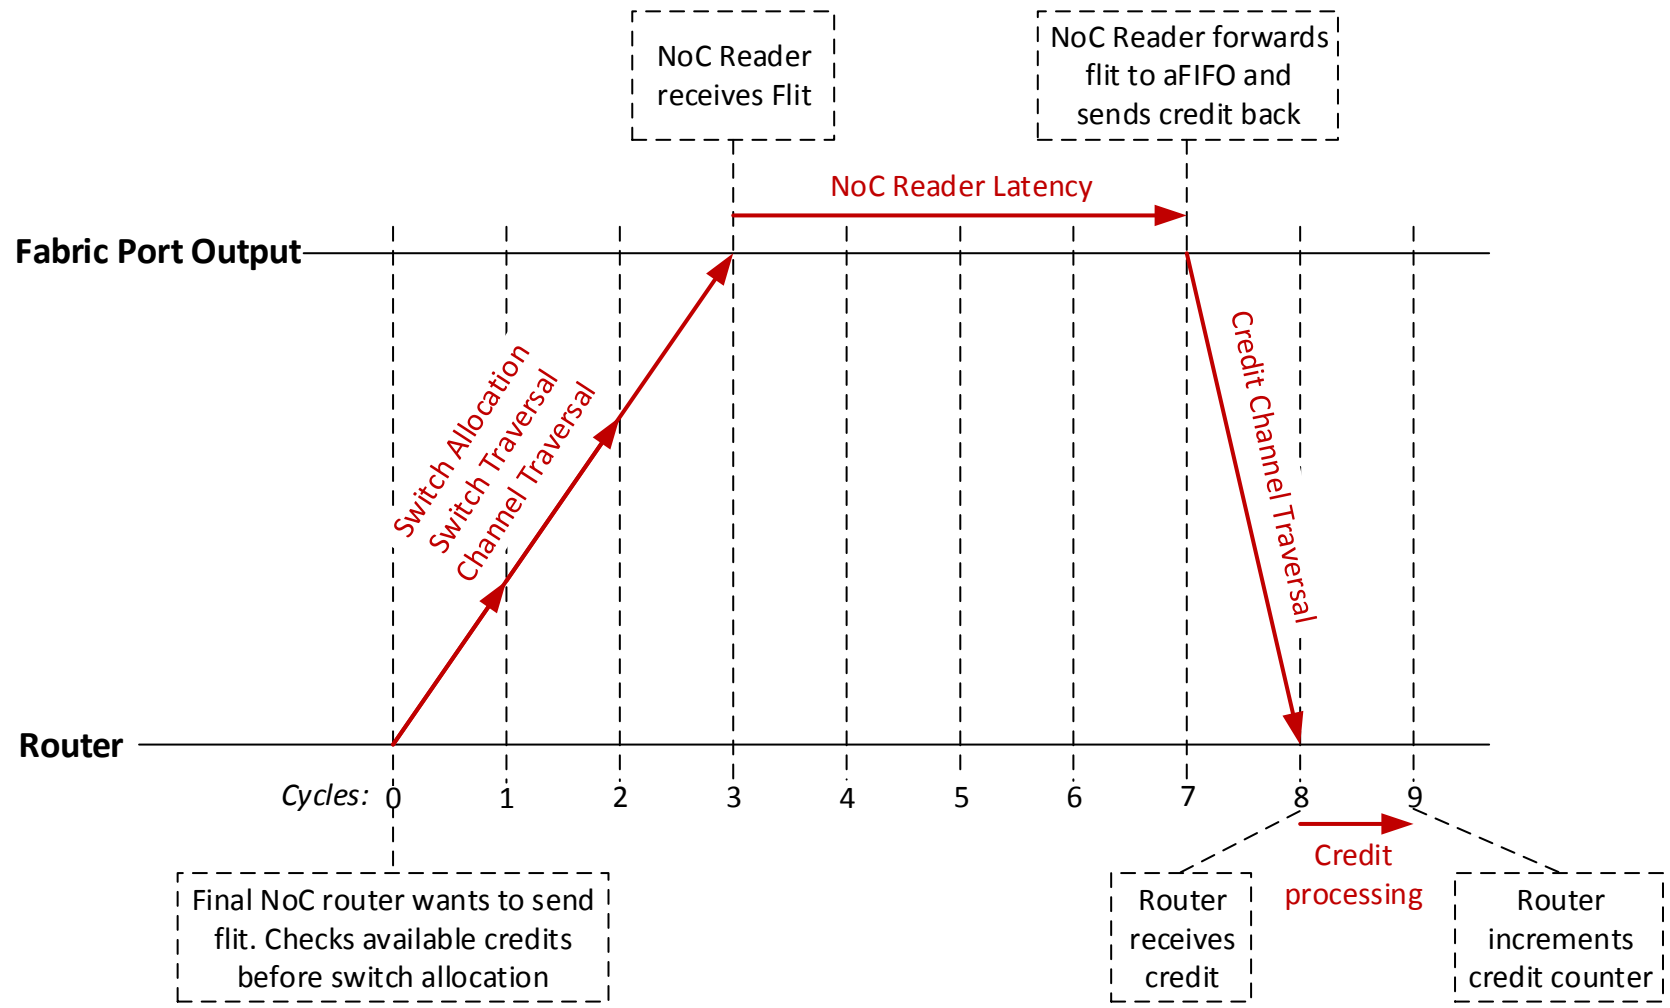 NoC Reader
receives Flit
NoC Reader forwards
flit to aFIFO and
sends credit back
NoC Reader Latency
Fabric Port Output
Switch Allocation
Switch Traversal
Channel Traversal
Credit Channel Traversal
Router
Cycles: 0 1 2 3 4 5 6 7 8 9
Final NoC router wants to send
flit. Checks available credits
before switch allocation
Router
receives
credit
Credit
processing
Router
increments
credit counter